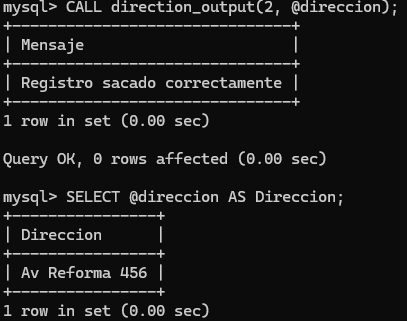 mysql> CALL direction_output(2, @direccion);
+-----------------------------+
| Mensaje                     |
+-----------------------------+
| Registro sacado correctamente |
+-----------------------------+
1 row in set (0.00 sec)

Query OK, 0 rows affected (0.00 sec)

mysql> SELECT @direccion AS Direccion;
+----------------+
| Direccion      |
+----------------+
| Av Reforma 456 |
+----------------+
1 row in set (0.00 sec)